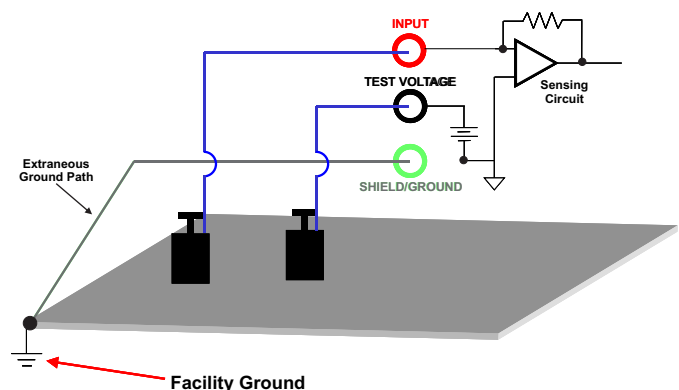 INPUT
TEST VOLTAGE
Sensing
Circuit
Extraneous
Ground Path
SHIELD/GROUND
Facility Ground